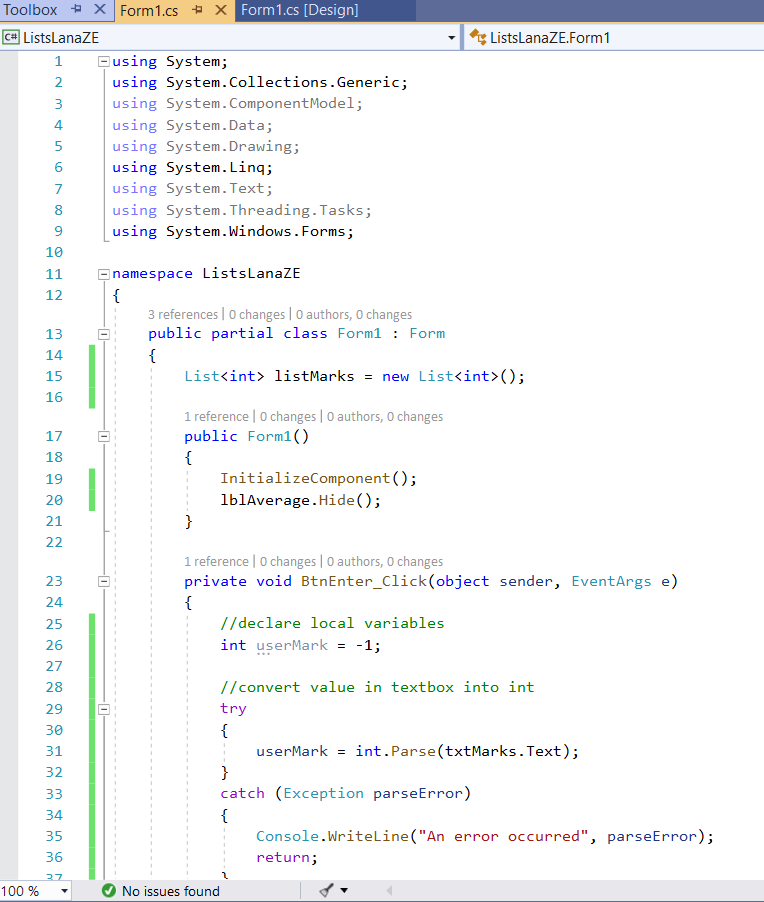 Toolbox
Form1.cs
Form1.cs [Design]
C# ListsLanaZE
ListsLanaZE.Form1
1 using System;
2 using System.Collections.Generic;
3 using System.ComponentModel;
4 using System.Data;
5 using System.Drawing;
6 using System.Linq;
7 using System.Text;
8 using System.Threading.Tasks;
9 using System.Windows.Forms;
10
11 namespace ListsLanaZE
12 {
3 references | 0 changes | 0 authors, 0 changes
13 public partial class Form1 : Form
14 {
15 List<int> listMarks = new List<int>();
16
1 reference | 0 changes | 0 authors, 0 changes
17 public Form1()
18 {
19 InitializeComponent();
20 lblAverage.Hide();
21 }
22
1 reference | 0 changes | 0 authors, 0 changes
23 private void BtnEnter_Click(object sender, EventArgs e)
24 {
25 //declare local variables
26 int userMark = -1;
27
28 //convert value in textbox into int
29 try
30 {
31 userMark = int.Parse(txtMarks.Text);
32 }
33 catch (Exception parseError)
34 {
35 Console.WriteLine("An error occurred", parseError);
36 return;
37 }
100 %
No issues found